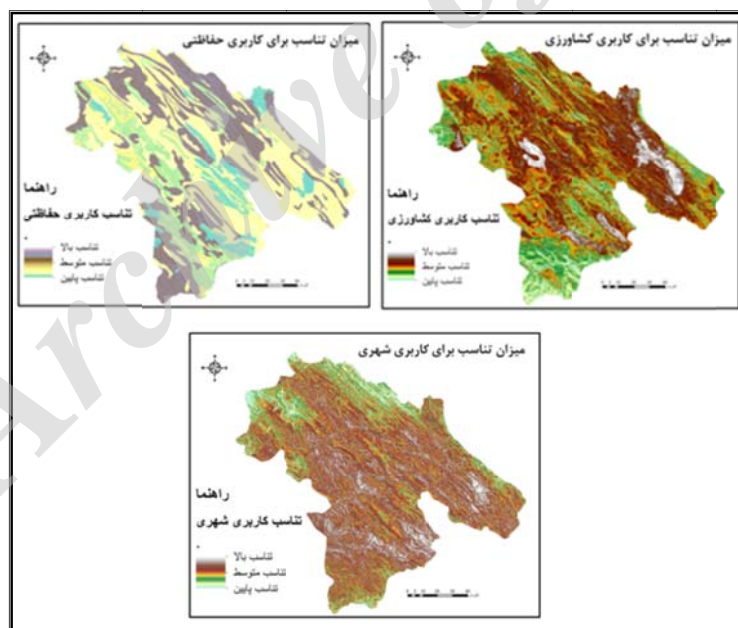 میزان تناسب برای کاربری حفاظتی
راهنما
تناسب کاربری حفاظتی
تناسب بالا
تناسب متوسط
تناسب پایین
میزان تناسب برای کاربری کشاورزی
راهنما
تناسب کاربری کشاورزی
تناسب بالا
تناسب متوسط
تناسب پایین
میزان تناسب برای کاربری شهری
راهنما
تناسب کاربری شهری
تناسب بالا
تناسب متوسط
تناسب پایین
Archive of